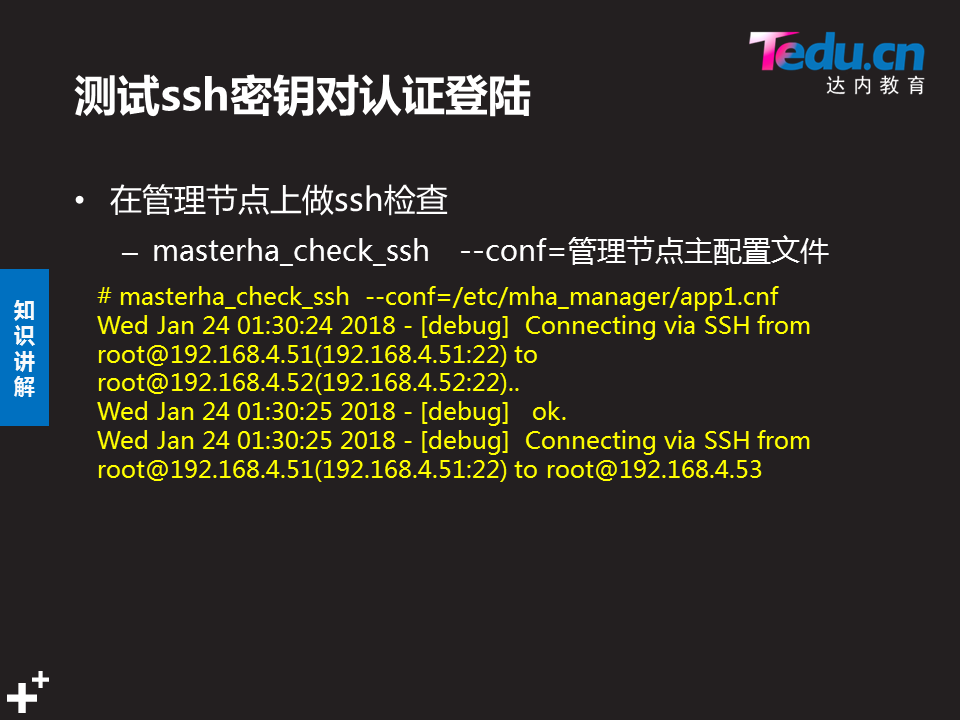 Tedu.cn
达内教育
测试ssh密钥对认证登陆
• 在管理节点上做ssh检查
– masterha_check_ssh --conf=管理节点主配置文件
# masterha_check_ssh --conf=/etc/mha_manager/app1.cnf
Wed Jan 24 01:30:24 2018 - [debug] Connecting via SSH from
root@192.168.4.51(192.168.4.51:22) to
root@192.168.4.52(192.168.4.52:22)..
Wed Jan 24 01:30:25 2018 - [debug] ok.
Wed Jan 24 01:30:25 2018 - [debug] Connecting via SSH from
root@192.168.4.51(192.168.4.51:22) to root@192.168.4.53
知
识
讲
解